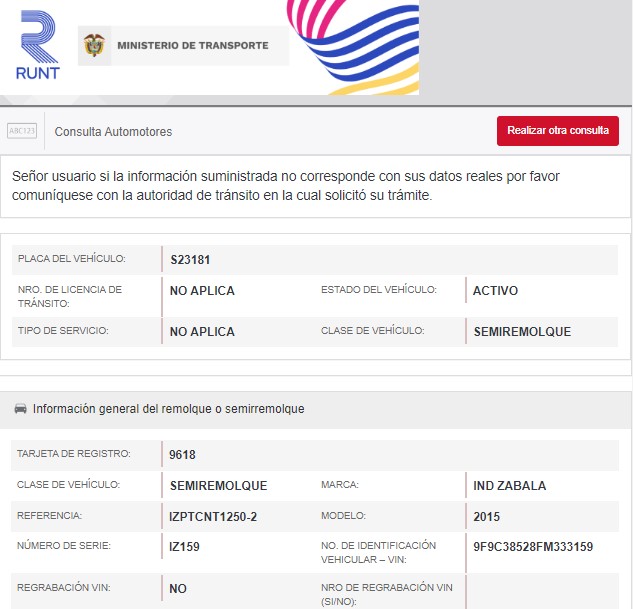 RUNT
MINISTERIO DE TRANSPORTE
ABC123
Consulta Automotores
Realizar otra consulta
Señor usuario si la información suministrada no corresponde con sus datos reales por favor
comuníquese con la autoridad de tránsito en la cual solicitó su trámite.
PLACA DEL VEHÍCULO: S23181
NRO. DE LICENCIA DE
TRÁNSITO: NO APLICA ESTADO DEL VEHÍCULO: ACTIVO
TIPO DE SERVICIO: NO APLICA CLASE DE VEHÍCULO: SEMIREMOLQUE
Información general del remolque o semirremolque
TARJETA DE REGISTRO: 9618
CLASE DE VEHÍCULO: SEMIREMOLQUE MARCA: IND ZABALA
REFERENCIA: IZPTCNT1250-2 MODELO: 2015
NÚMERO DE SERIE: IZ159 NO. DE IDENTIFICACIÓN
VEHICULAR – VIN: 9F9C38528FM333159
REGRABACIÓN VIN: NO NRO DE REGRABACIÓN VIN
(SI/NO):